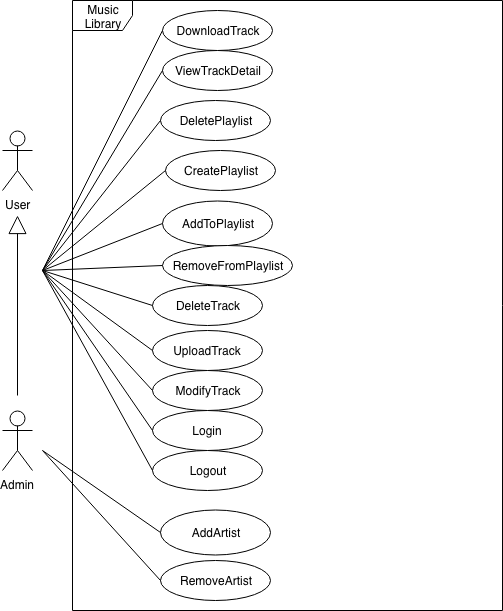 Music
Library
DownloadTrack
ViewTrackDetail
DeletePlaylist
CreatePlaylist
User
AddToPlaylist
RemoveFromPlaylist
DeleteTrack
UploadTrack
ModifyTrack
Login
Logout
Admin
AddArtist
RemoveArtist